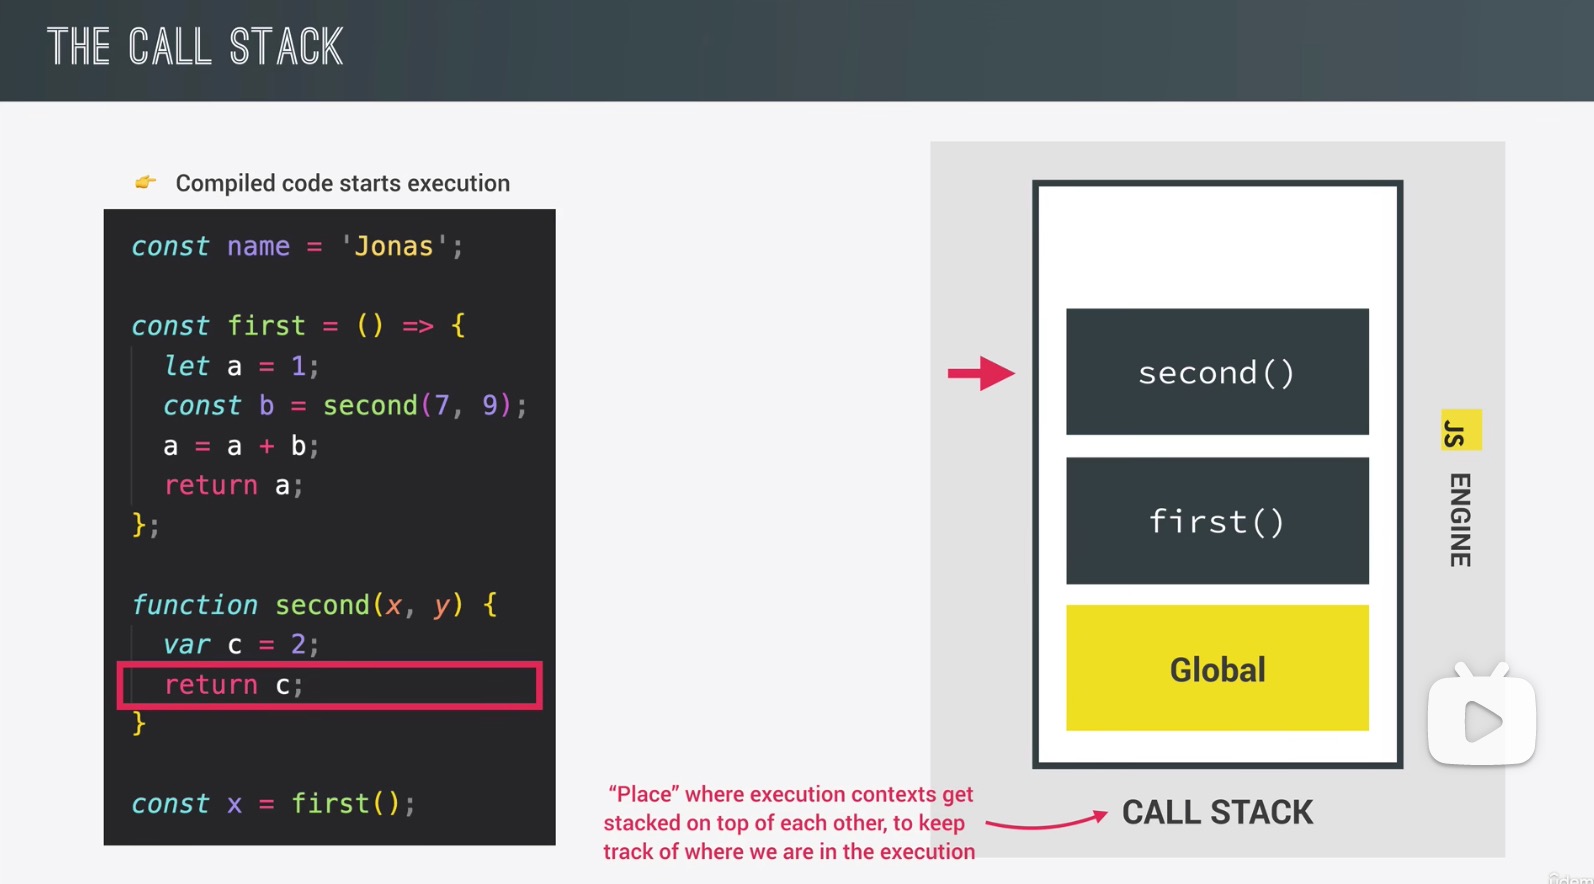 THE CALL STACK
👉 Compiled code starts execution
const name = 'Jonas';
const first = () => {
let a = 1;
const b = second(7, 9);
a = a + b;
return a;
};
function second(x, y) {
var c = 2;
return c;
}
const x = first();
second()
first()
Global
JS ENGINE
CALL STACK
“Place” where execution contexts get
stacked on top of each other, to keep
track of where we are in the execution